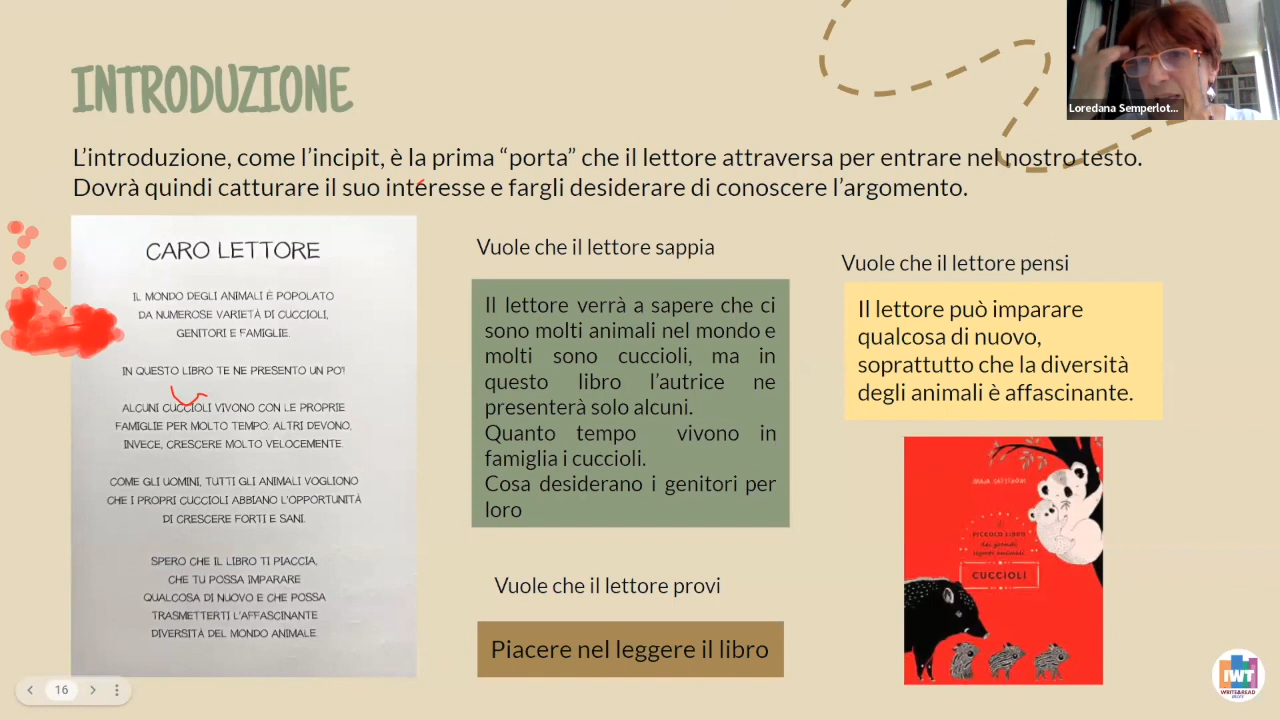 INTRODUZIONE
L'introduzione, come l'incipit, è la prima “porta” che il lettore attraversa per entrare nel nostro testo.
Dovrà quindi catturare il suo interesse e fargli desiderare di conoscere l'argomento.
CARO LETTORE
IL MONDO DEGLI ANIMALI È POPOLATO
DA NUMEROSE VARIETÀ DI CUCCIOLI,
GENITORI E FAMIGLIE.
IN QUESTO LIBRO TE NE PRESENTO UN PO'!
ALCUNI CUCCIOLI VIVONO CON LE PROPRIE
FAMIGLIE PER MOLTO TEMPO. ALTRI DEVONO,
INVECE, CRESCERE MOLTO VELOCEMENTE.
COME GLI UOMINI, TUTTI GLI ANIMALI VOGLIONO
CHE I PROPRI CUCCIOLI ABBIANO L'OPPORTUNITÀ
DI CRESCERE FORTI E SANI.
SPERO CHE IL LIBRO TI PIACCIA,
CHE TU POSSA IMPARARE
QUALCOSA DI NUOVO E CHE POSSA
TRASMETTERTI L'AFFASCINANTE
DIVERSITÀ DEL MONDO ANIMALE.
Vuole che il lettore sappia
Il lettore verrà a sapere che ci
sono molti animali nel mondo e
molti sono cuccioli, ma in
questo libro l'autrice ne
presenterà solo alcuni.
Quanto tempo vivono in
famiglia i cuccioli.
Cosa desiderano i genitori per
loro
Vuole che il lettore provi
Piacere nel leggere il libro
Vuole che il lettore pensi
Il lettore può imparare
qualcosa di nuovo,
soprattutto che la diversità
degli animali è affascinante.
PICCOLO LIBRO
dei grandi
segreti animali
CUCCIOLI
Loredana Semperlot...
16
IWT
WRITE&READ